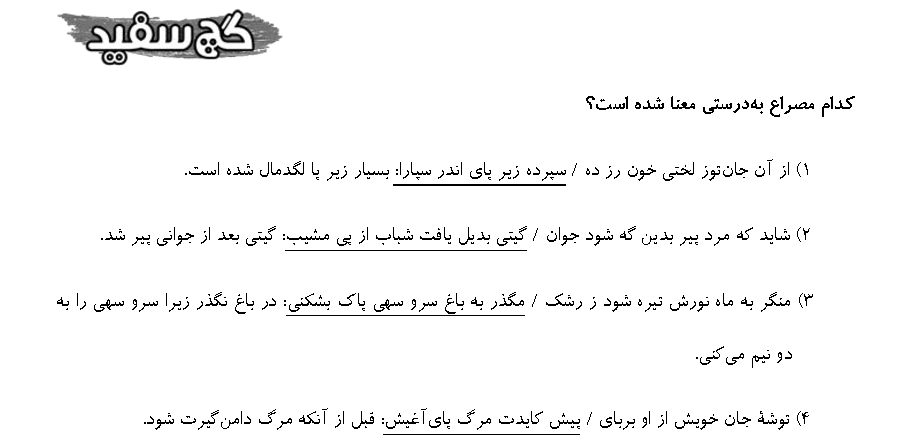 گچ سفید
کدام مصراع به‌درستی معنا شده است؟
۱) از آن جان‌توز لختی خون رز ده / سپرده زیر پای اندر سپارا: بسیار زیر پا لگدمال شده است.
۲) شاید که مرد پیر بدین گه شود جوان / گیتی بدیل یافت شباب از پی مشیب: گیتی بعد از جوانی پیر شد.
۳) منگر به ماه نورش تیره شود ز رشک / مگذر به باغ سرو سهی پاک بشکنی: در باغ نگذر زیرا سرو سهی را به
دو نیم می‌کنی.
۴) توشهٔ جان خویش از او بربای / پیش کایدت مرگ پای‌آغیش: قبل از آنکه مرگ دامن‌گیرت شود.